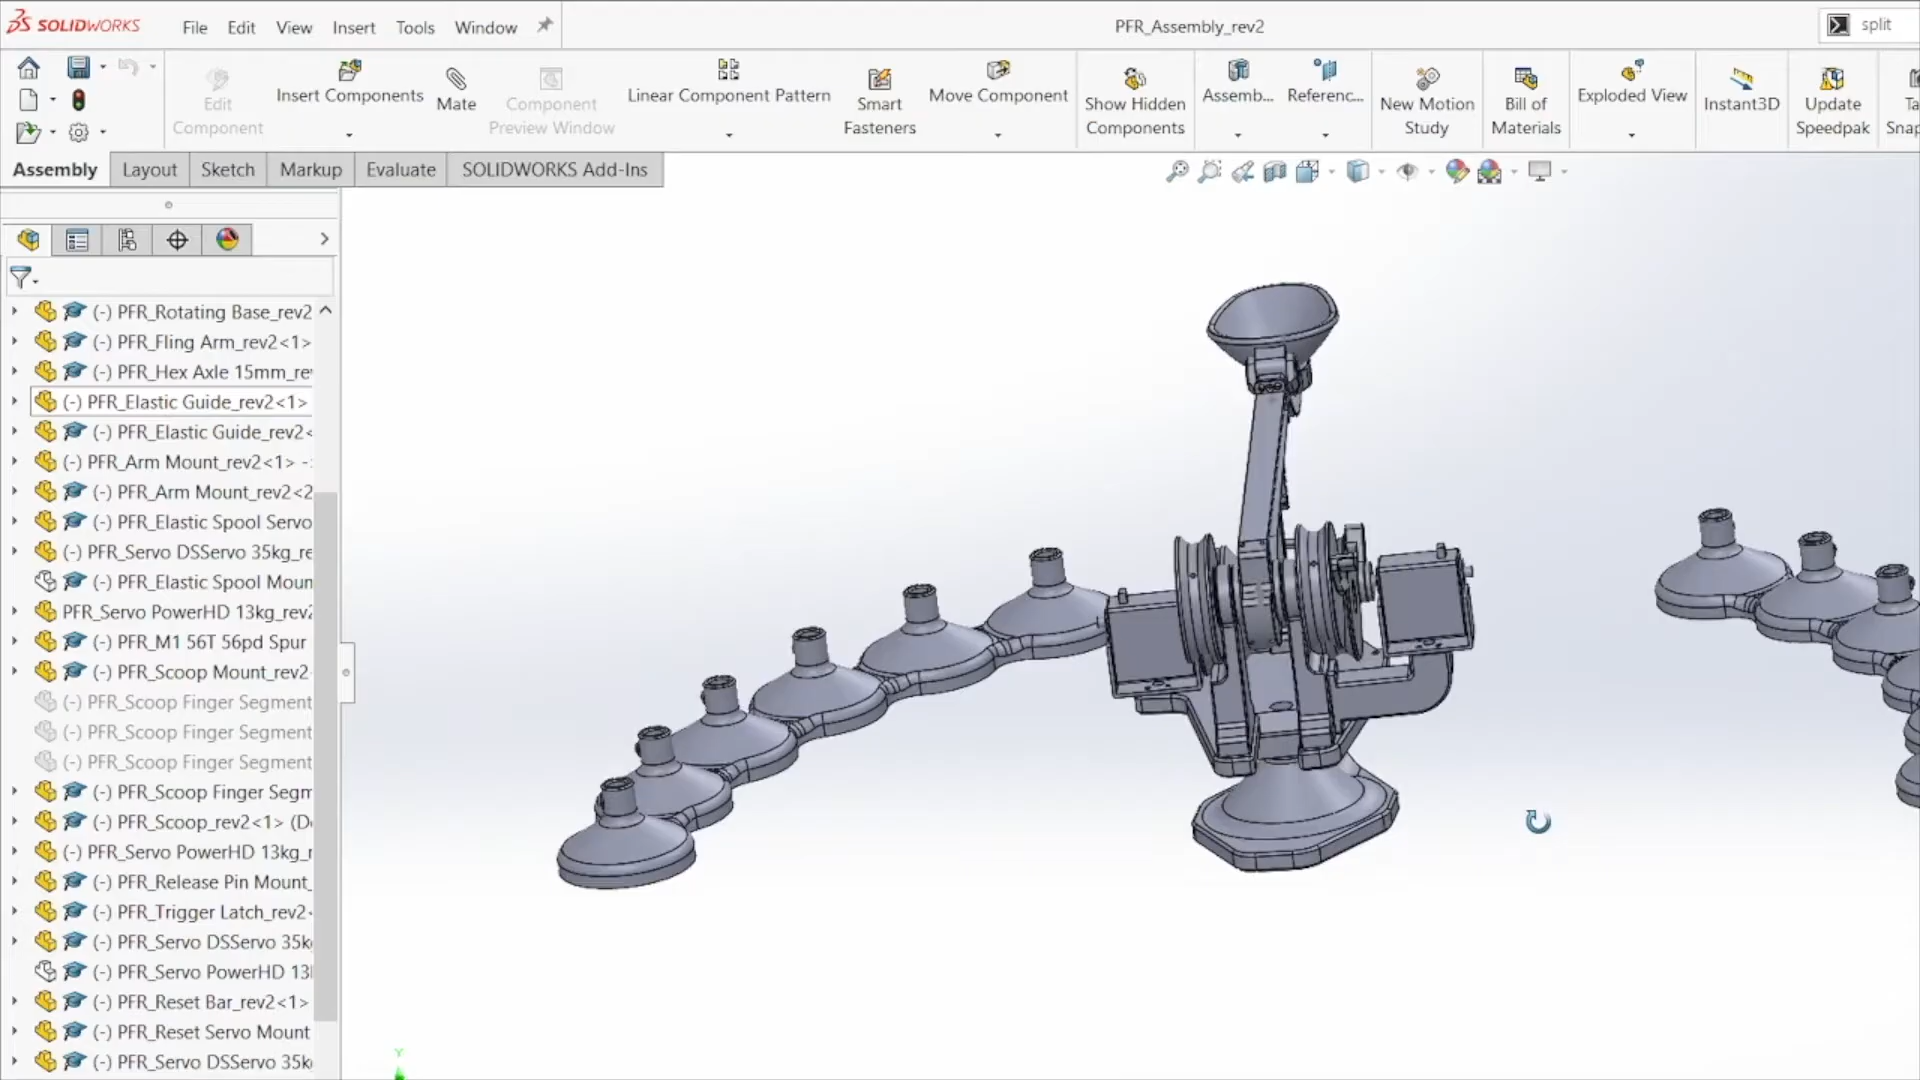 SOLIDWORKS File Edit View Insert Tools Window PFR_Assembly_rev2 split
Edit Component
Insert Components
Mate
Component Preview Window
Linear Component Pattern
Smart Fasteners
Move Component
Show Hidden Components
Assemb...
Referenc...
New Motion Study
Bill of Materials
Exploded View
Instant3D
Update Speedpak
Ta
Snap
Assembly Layout Sketch Markup Evaluate SOLIDWORKS Add-Ins
(-) PFR_Rotating Base_rev2
(-) PFR_Fling Arm_rev2<1>
(-) PFR_Hex Axle 15mm_re
(-) PFR_Elastic Guide_rev2<1>
(-) PFR_Elastic Guide_rev2<
(-) PFR_Arm Mount_rev2<1> -
(-) PFR_Arm Mount_rev2<2
(-) PFR_Elastic Spool Servo
(-) PFR_Servo DSServo 35kg_re
(-) PFR_Elastic Spool Moun
PFR_Servo PowerHD 13kg_rev2
(-) PFR_M1 56T 56pd Spur
(-) PFR_Scoop Mount_rev2
(-) PFR_Scoop Finger Segment
(-) PFR_Scoop Finger Segment
(-) PFR_Scoop Finger Segment
(-) PFR_Scoop Finger Segm
(-) PFR_Scoop_rev2<1> (D
(-) PFR_Servo PowerHD 13kg_r
(-) PFR_Release Pin Mount_
(-) PFR_Trigger Latch_rev2
(-) PFR_Servo DSServo 35k
(-) PFR_Servo PowerHD 13
(-) PFR_Reset Bar_rev2<1>
(-) PFR_Reset Servo Mount
(-) PFR_Servo DSServo 35k
Y